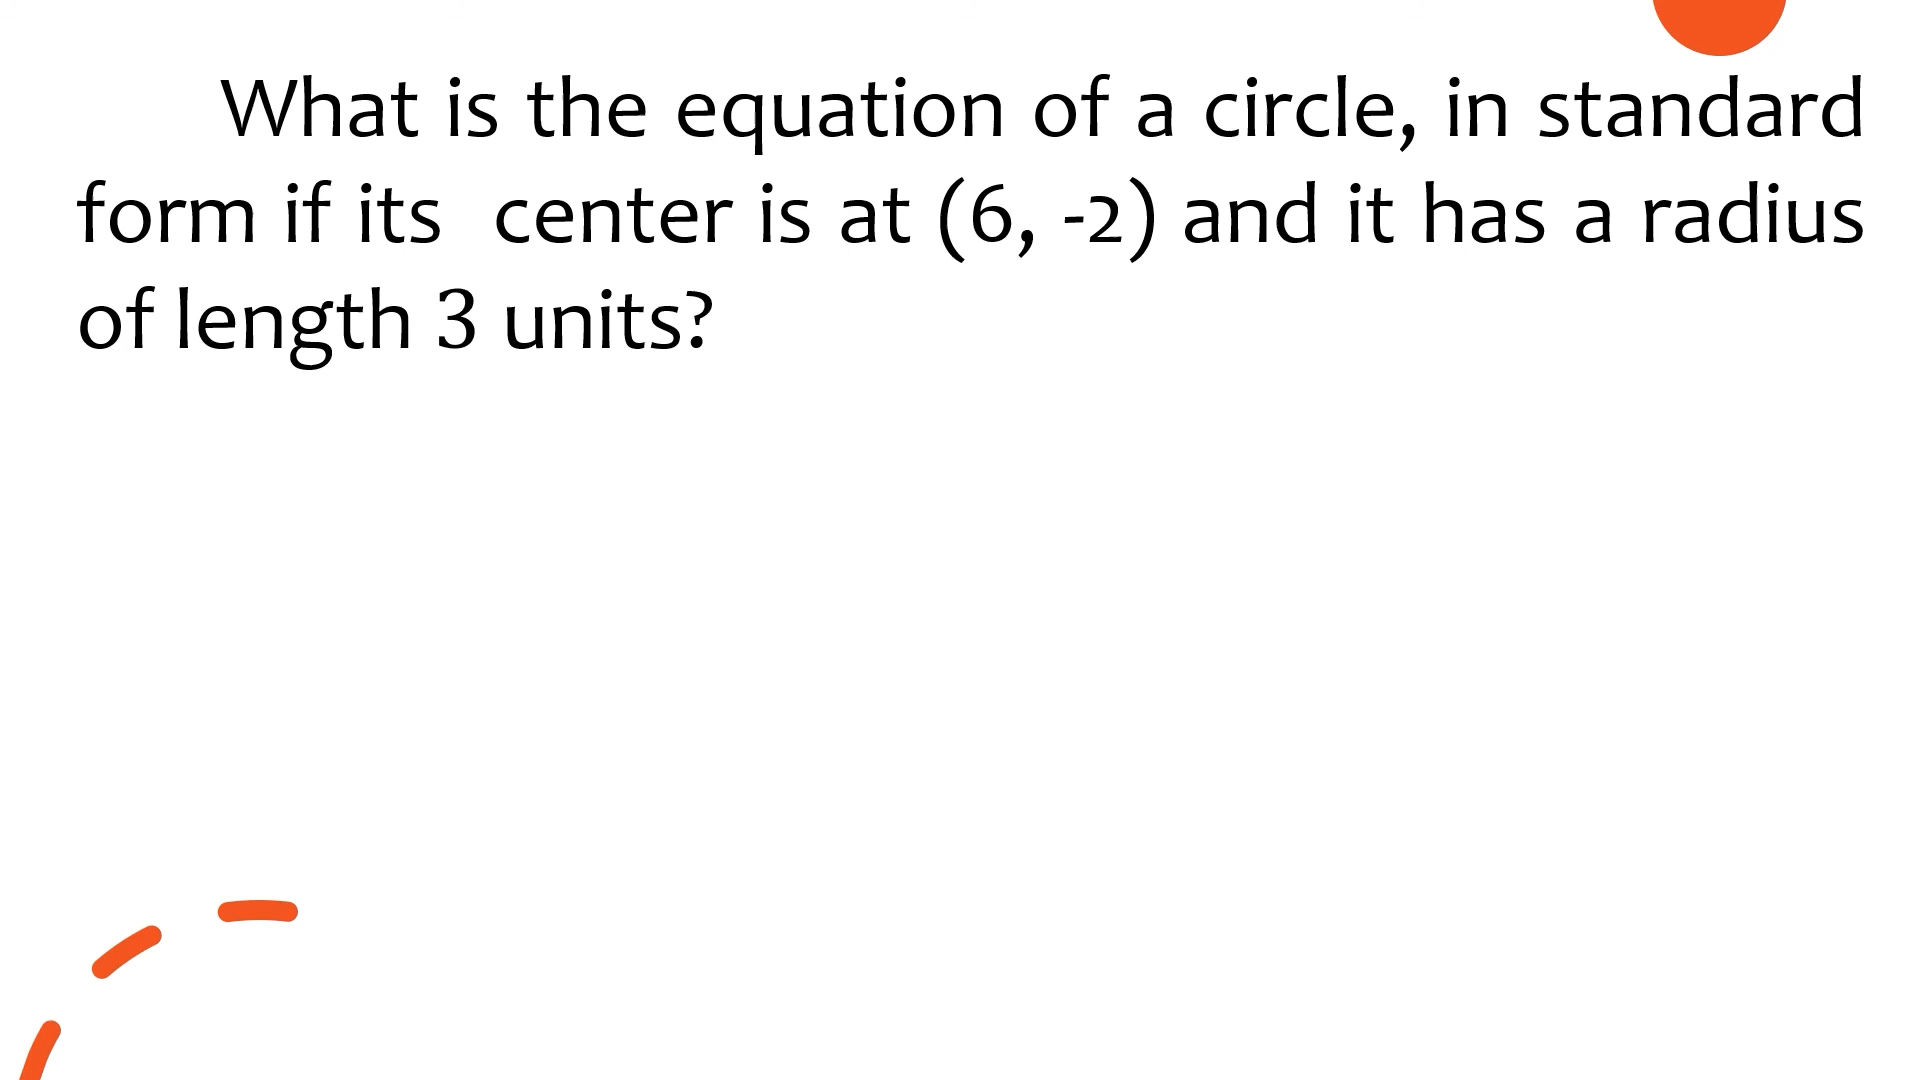 What is the equation of a circle, in standard
form if its center is at (6, -2) and it has a radius
of length 3 units?